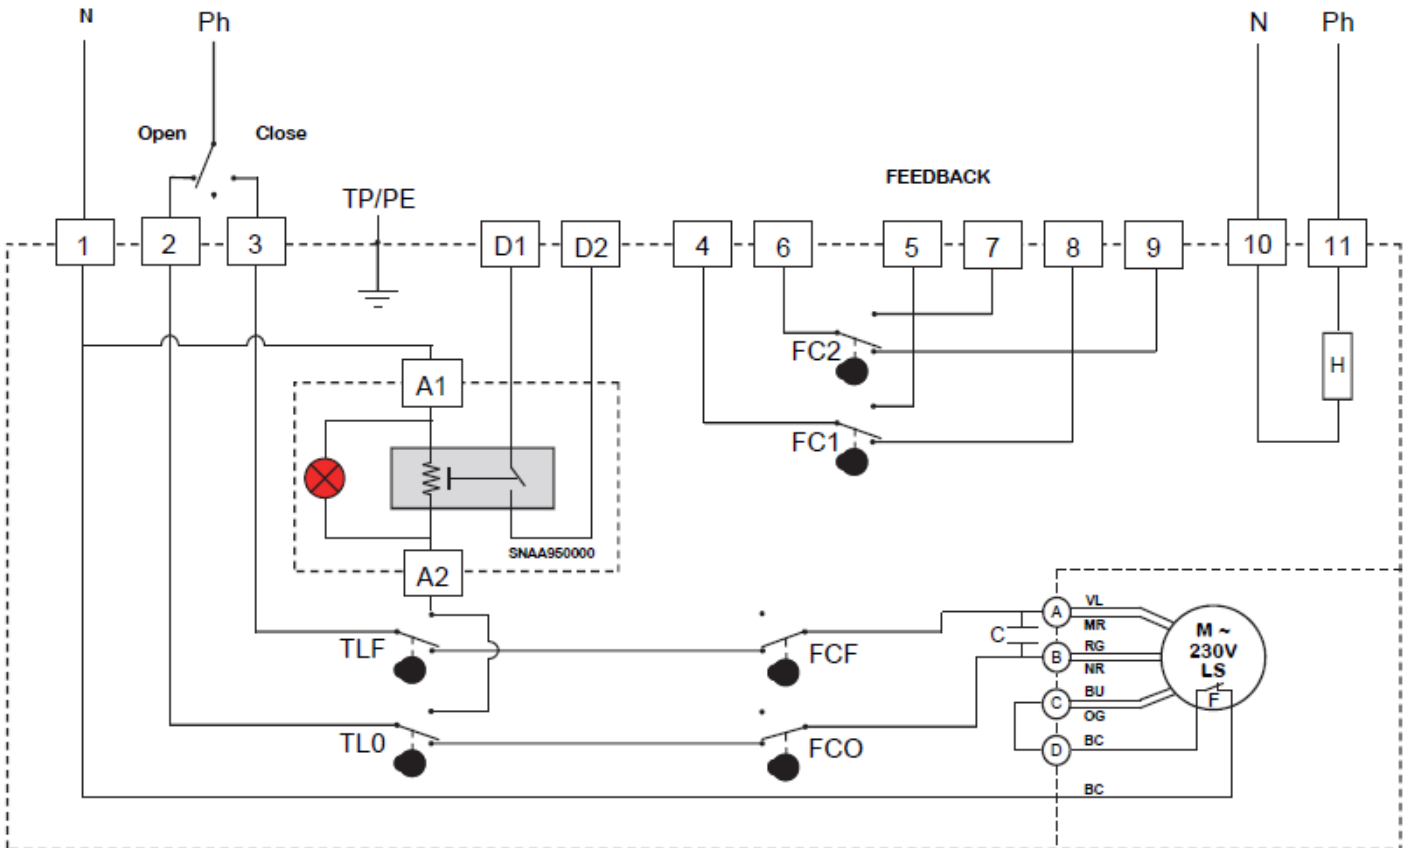 N Ph N Ph
Open Close
TP/PE
FEEDBACK
1 2 3 D1 D2 4 6 5 7 8 9 10 11
FC2
H
A1
FC1
SNAA950000
A2
TLF FCF
TL0 FCO
C
A VL
MR
B RG
NR
C BU
OG
D BC
BC
M ~
230V
LS
F